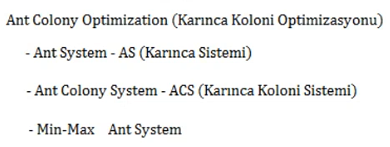 Ant Colony Optimization (Karınca Koloni Optimizasyonu)
- Ant System - AS (Karınca Sistemi)
- Ant Colony System - ACS (Karınca Koloni Sistemi)
- Min-Max Ant System